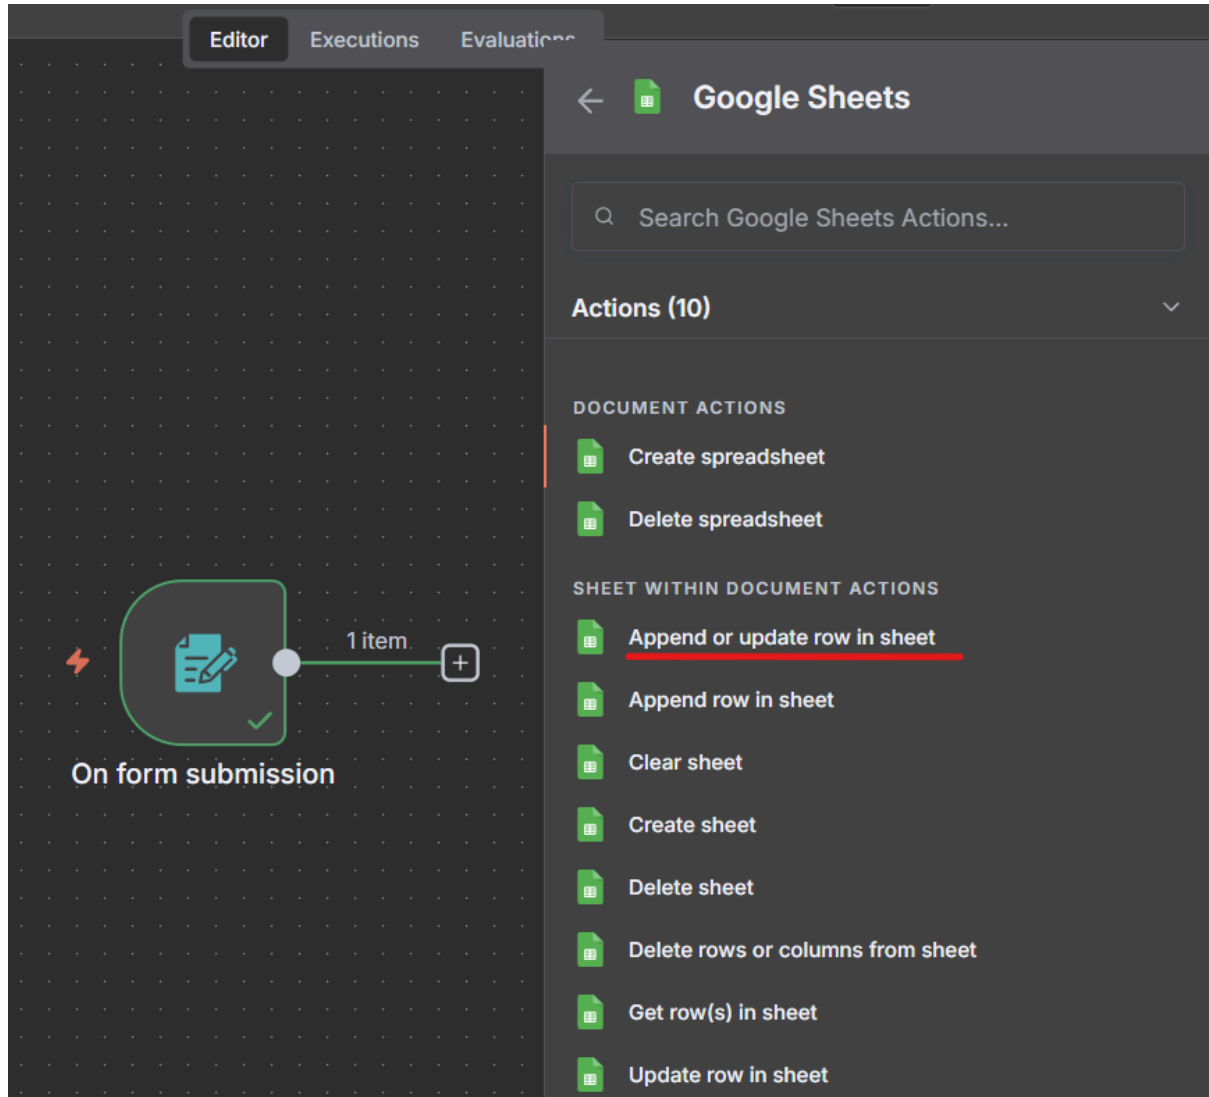 Editor Executions Evaluations
Google Sheets
Search Google Sheets Actions...
Actions (10)
DOCUMENT ACTIONS
Create spreadsheet
Delete spreadsheet
SHEET WITHIN DOCUMENT ACTIONS
Append or update row in sheet
1 item
Append row in sheet
Clear sheet
On form submission
Create sheet
Delete sheet
Delete rows or columns from sheet
Get row(s) in sheet
Update row in sheet